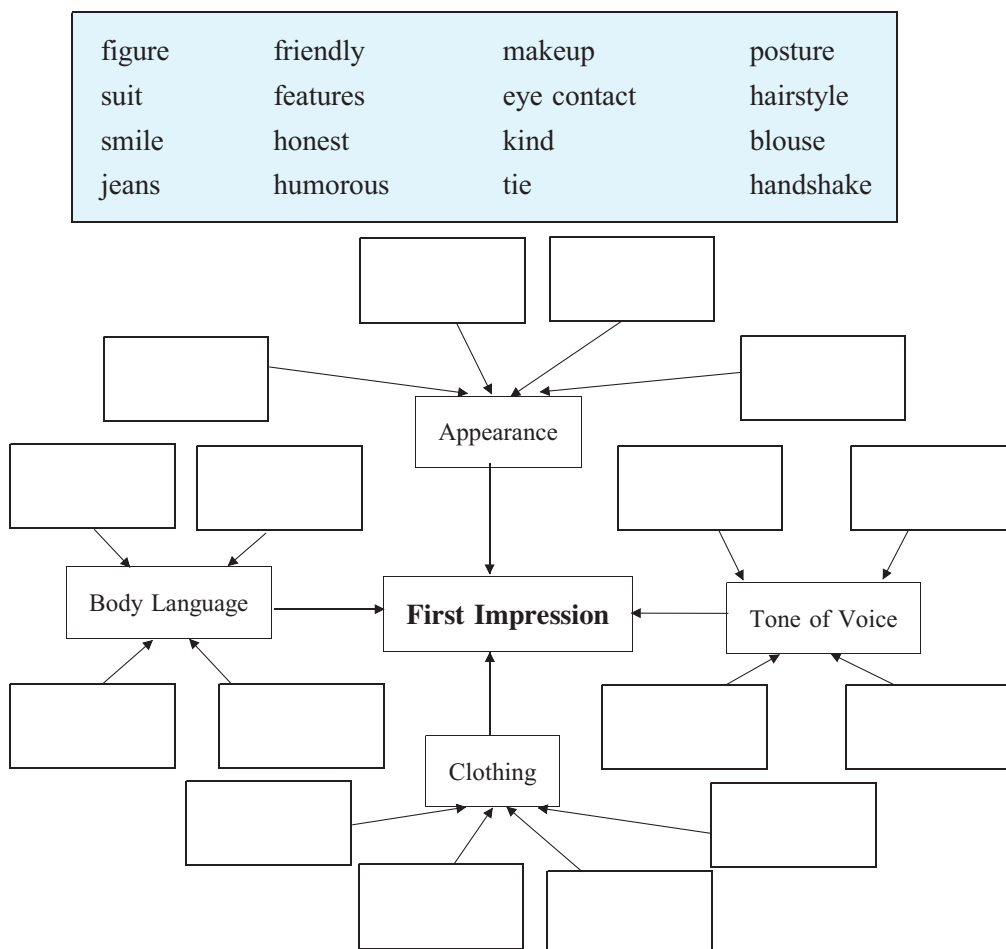 figure friendly makeup posture
suit features eye contact hairstyle
smile honest kind blouse
jeans humorous tie handshake
Appearance
Body Language
First Impression
Tone of Voice
Clothing